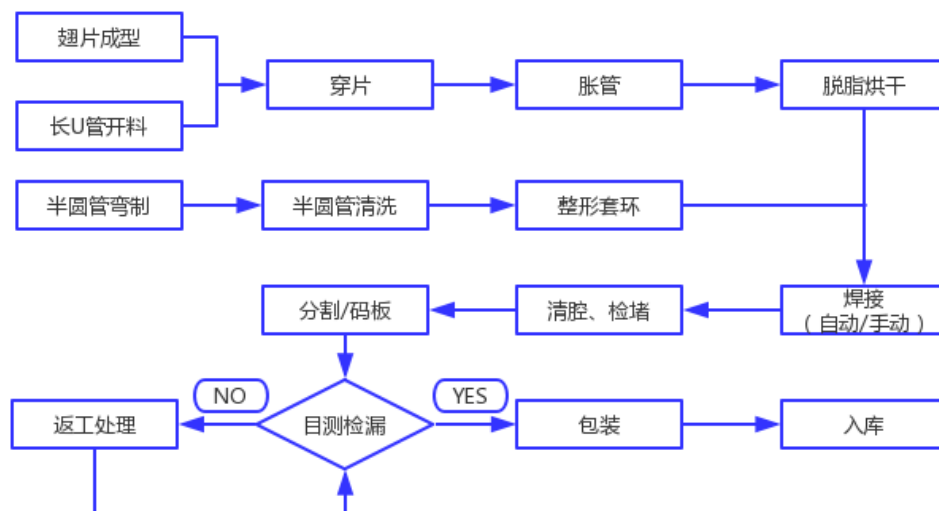 翅片成型
穿片
胀管
脱脂烘干
长U管开料
半圆管弯制
半圆管清洗
整形套环
分割/码板
清腔、检堵
焊接
（自动/手动）
NO
YES
返工处理
目测检漏
包装
入库